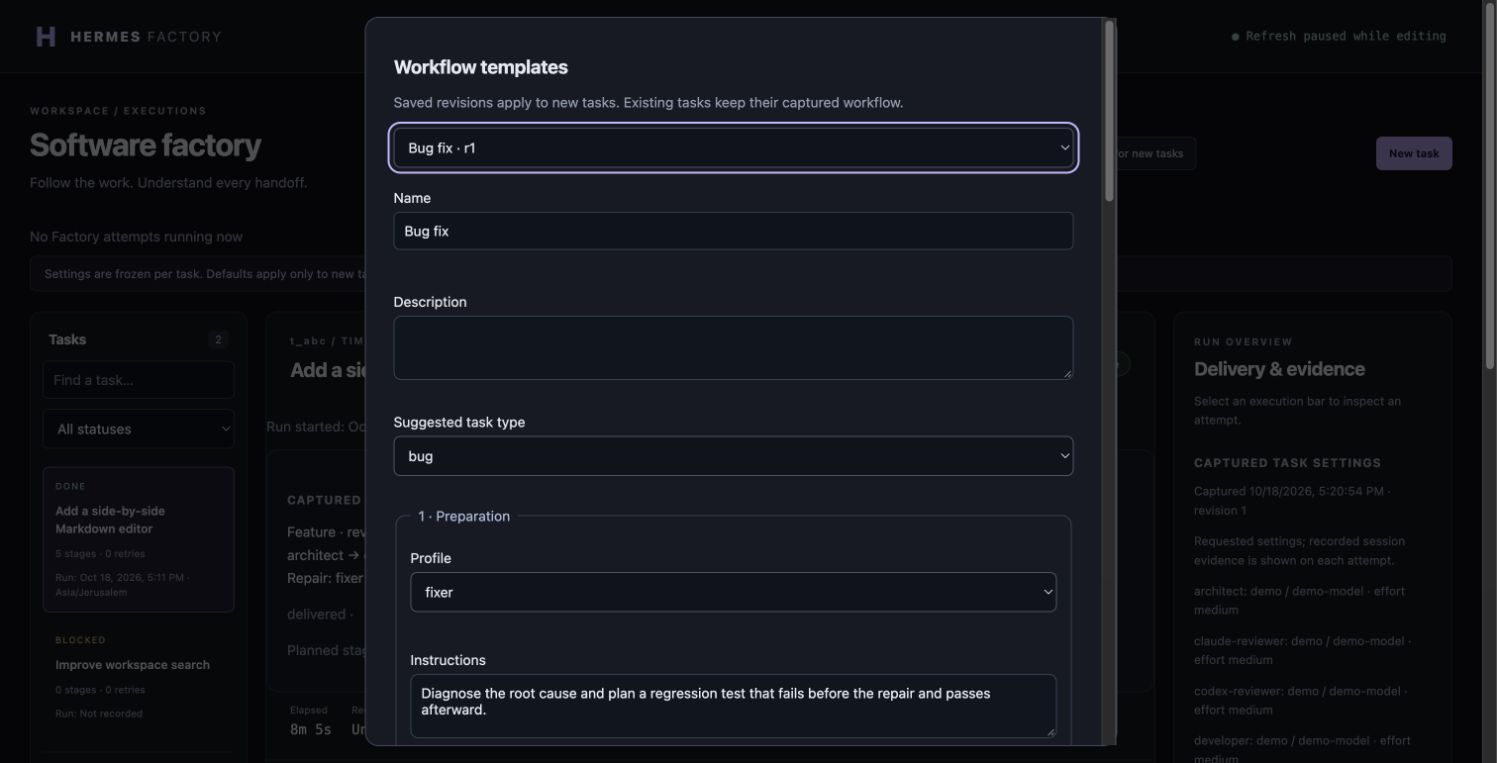 HERMES FACTORY
Refresh paused while editing
WORKSPACE / EXECUTIONS
Software factory
Follow the work. Understand every handoff.
or new tasks
New task
No Factory attempts running now
Settings are frozen per task. Defaults apply only to new ta
Tasks
2
Find a task...
All statuses
DONE
Add a side-by-side
Markdown editor
5 stages · 0 retries
Run: Oct 18, 2026, 5:11 PM ·
Asia/Jerusalem
BLOCKED
Improve workspace search
0 stages · 0 retries
Run: Not recorded
t_abc / TIM
Add a si
Run started: Oc
CAPTURED
Feature · rev
architect →
Repair: fixer
delivered ·
Planned stag
Elapsed
8m 5s
Workflow templates
Saved revisions apply to new tasks. Existing tasks keep their captured workflow.
Bug fix · r1
Name
Bug fix
Description
Suggested task type
bug
1 · Preparation
Profile
fixer
Instructions
Diagnose the root cause and plan a regression test that fails before the repair and passes
afterward.
RUN OVERVIEW
Delivery & evidence
Select an execution bar to inspect an
attempt.
CAPTURED TASK SETTINGS
Captured 10/18/2026, 5:20:54 PM ·
revision 1
Requested settings; recorded session
evidence is shown on each attempt.
architect: demo / demo-model · effort
medium
claude-reviewer: demo / demo-model ·
effort medium
codex-reviewer: demo / demo-model ·
effort medium
developer: demo / demo-model · effort
medium